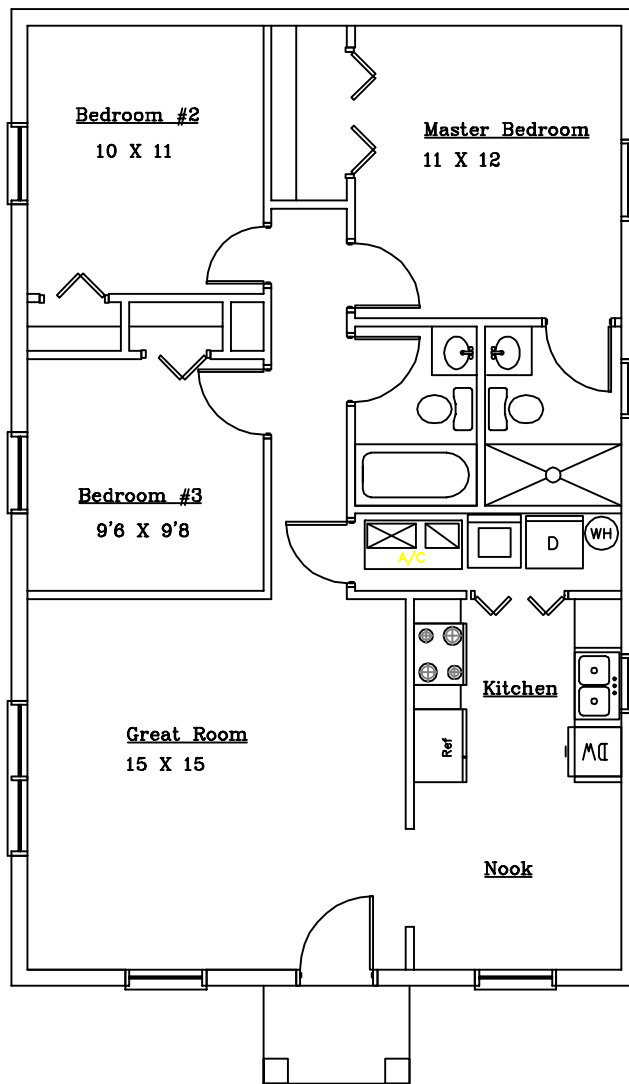 Bedroom #2
10 X 11
Master Bedroom
11 X 12
Bedroom #3
9'6 X 9'8
A/C
D
WH
Kitchen
Great Room
15 X 15
Ref
DW
Nook